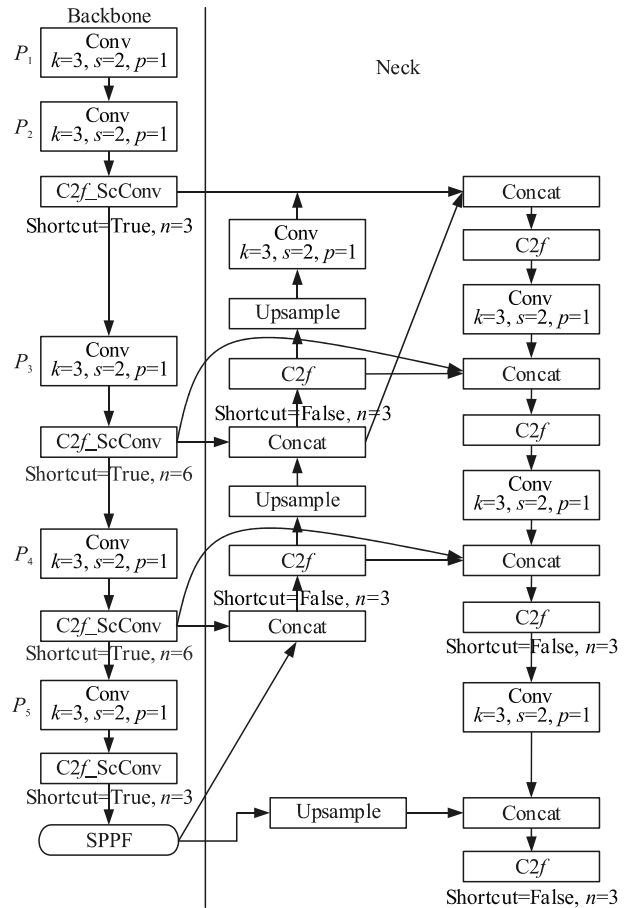 Backbone
P₁
Conv
k=3, s=2, p=1
P₂
Conv
k=3, s=2, p=1
C2f_ScConv
Shortcut=True, n=3
P₃
Conv
k=3, s=2, p=1
C2f_ScConv
Shortcut=True, n=6
P₄
Conv
k=3, s=2, p=1
C2f_ScConv
Shortcut=True, n=6
P₅
Conv
k=3, s=2, p=1
C2f_ScConv
Shortcut=True, n=3
SPPF
Neck
Conv
k=3, s=2, p=1
Upsample
C2f
Shortcut=False, n=3
Concat
Upsample
C2f
Shortcut=False, n=3
Concat
Upsample
Concat
C2f
Conv
k=3, s=2, p=1
Concat
C2f
Conv
k=3, s=2, p=1
Concat
C2f
Shortcut=False, n=3
Conv
k=3, s=2, p=1
Concat
C2f
Shortcut=False, n=3